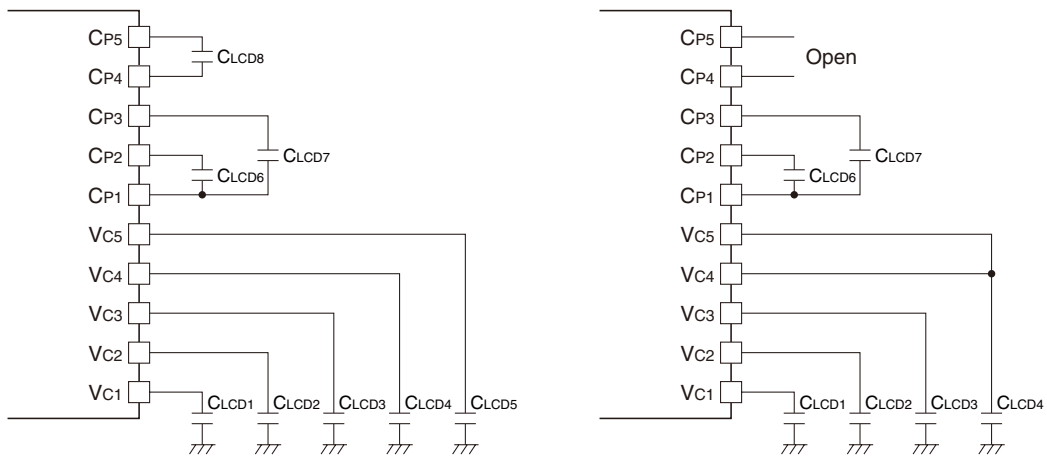 CP5
CP4
CP3
CP2
CP1
VC5
VC4
VC3
VC2
VC1
CLCD8
CLCD7
CLCD6
CLCD1 CLCD2 CLCD3 CLCD4 CLCD5
CP5
CP4
CP3
CP2
CP1
VC5
VC4
VC3
VC2
VC1
Open
CLCD7
CLCD6
CLCD1 CLCD2 CLCD3 CLCD4